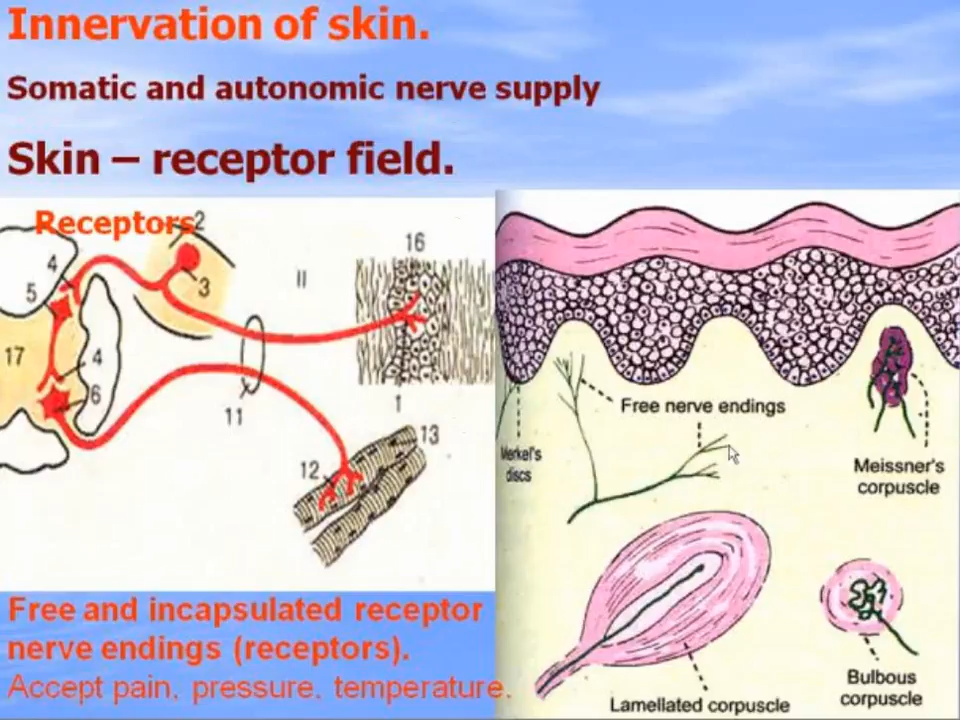 Innervation of skin.
Somatic and autonomic nerve supply
Skin – receptor field.
Receptors
2
16
4
3
II
5
17
4
6
11
1
13
12
Free nerve endings
Merkel's
discs
Meissner's
corpuscle
Lamellated corpuscle
Bulbous
corpuscle
Free and incapsulated receptor
nerve endings (receptors).
Accept pain, pressure, temperature.